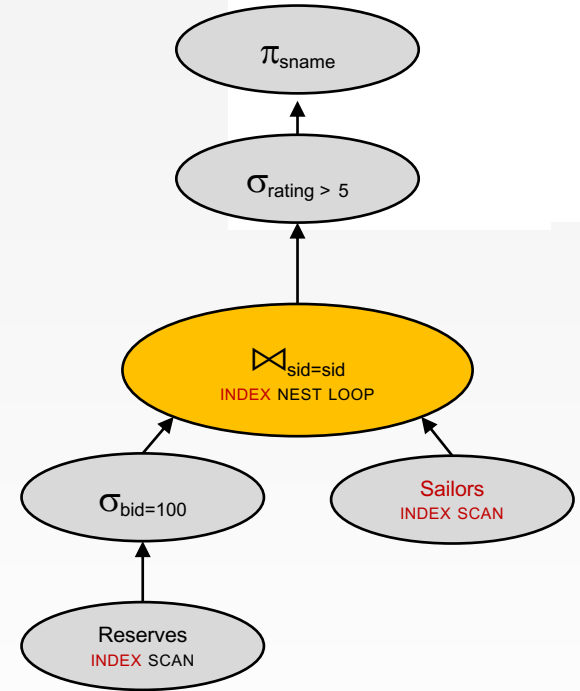 πsname
σrating > 5
⋈sid=sid
INDEX NEST LOOP
σbid=100
Sailors
INDEX SCAN
Reserves
INDEX SCAN